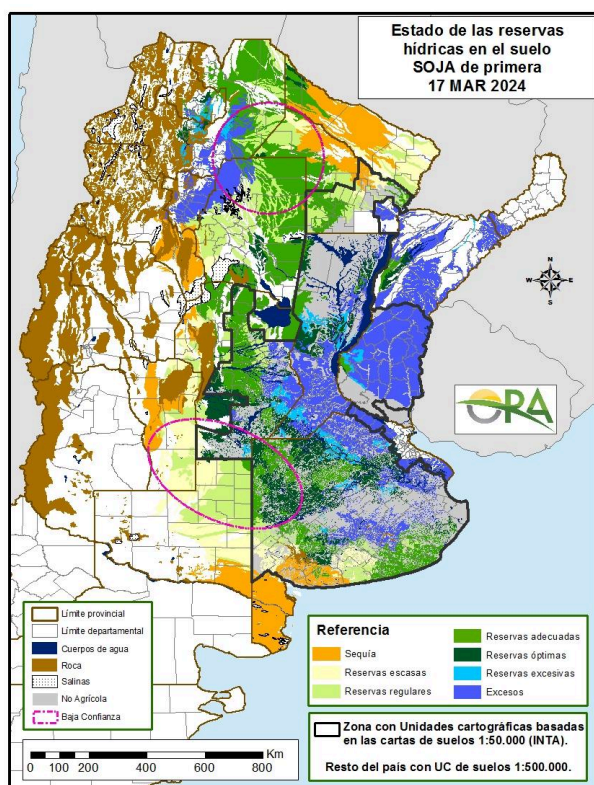 Estado de las reservas
hídricas en el suelo
SOJA de primera
17 MAR 2024
N
W
E
S
ORA
Límite provincial
Límite departamental
Cuerpos de agua
Roca
Salinas
No Agrícola
Baja Confianza
Referencia
Sequía
Reservas escasas
Reservas regulares
Reservas adecuadas
Reservas óptimas
Reservas excesivas
Excesos
Zona con Unidades cartográficas basadas
en las cartas de suelos 1:50.000 (INTA).
Resto del país con UC de suelos 1:500.000.
Km
0 100 200 400 600 800